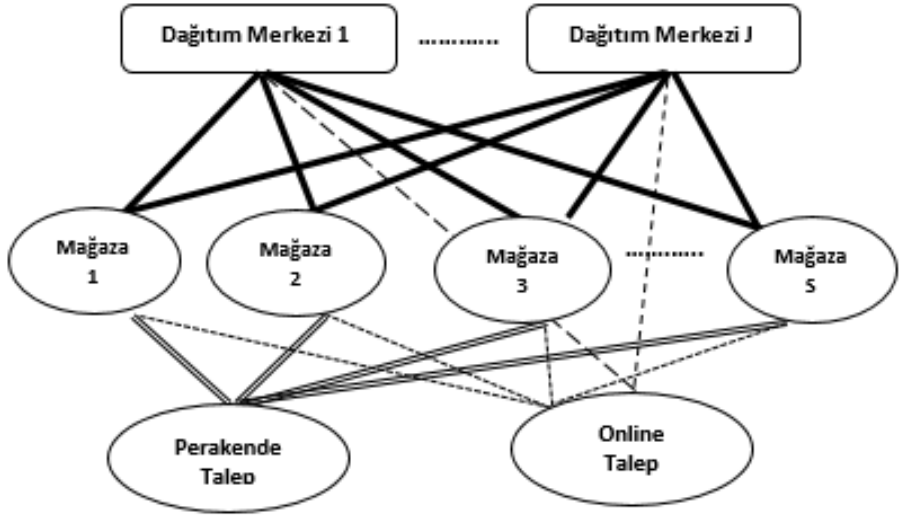 Dağıtım Merkezi 1
............
Dağıtım Merkezi J
Mağaza
1
Mağaza
2
Mağaza
3
............
Mağaza
S
Perakende
Talep
Online
Talep